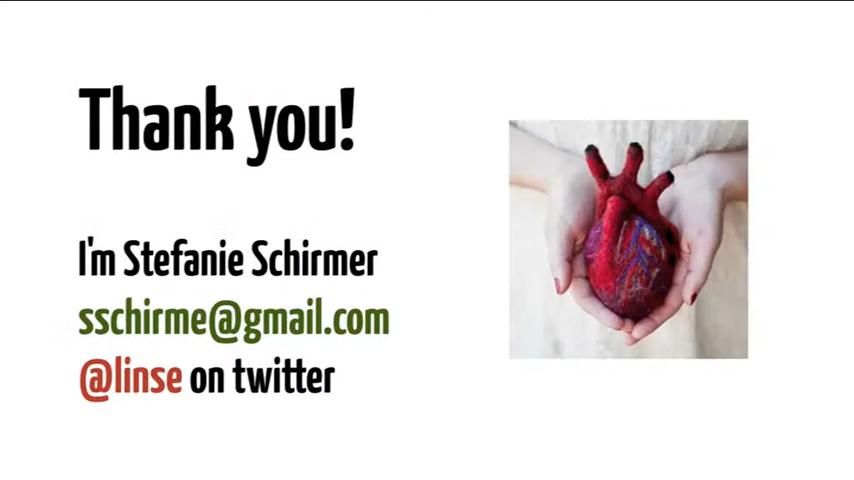 Thank you!
I'm Stefanie Schirmer
sschirme@gmail.com
@linse on twitter